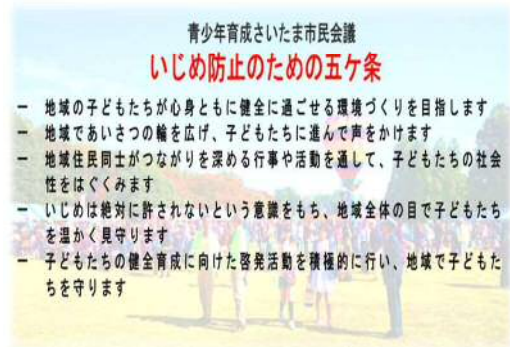 青少年育成さいたま市民会議
いじめ防止のための五ケ条
ー 地域の子どもたちが心身ともに健全に過ごせる環境づくりを目指します
ー 地域であいさつの輪を広げ、子どもたちに進んで声をかけます
ー 地域住民同士がつながりを深める行事や活動を通して、子どもたちの社会
性をはぐくみます
ー いじめは絶対に許されないという意識をもち、地域全体の目で子どもたち
を温かく見守ります
ー 子どもたちの健全育成に向けた啓発活動を積極的に行い、地域で子どもた
ちを守ります